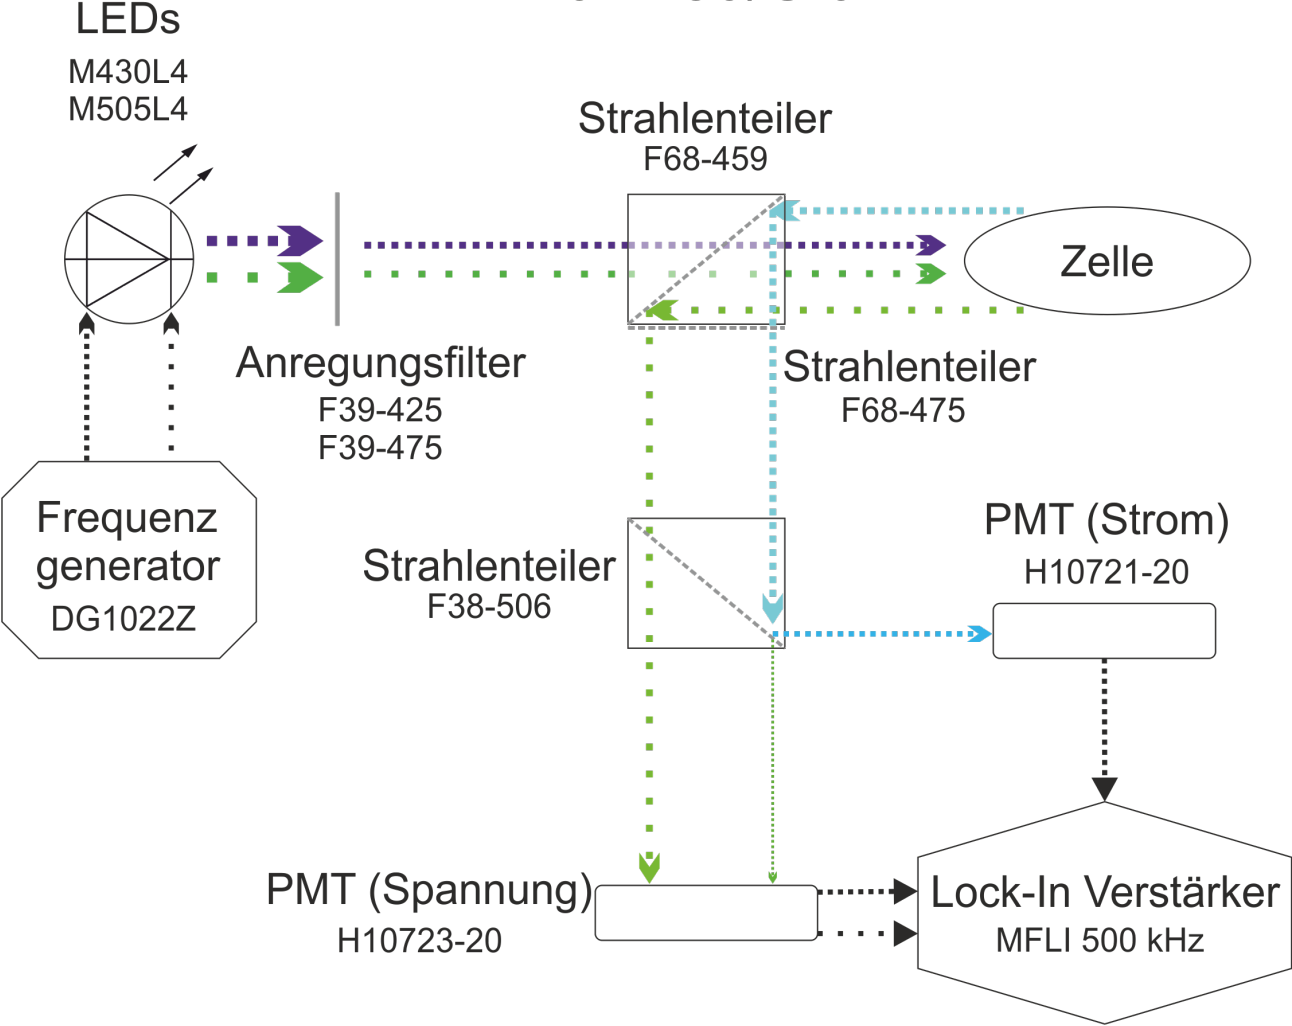 LEDs
M430L4
M505L4
Strahlenteiler
F68-459
Zelle
Anregungsfilter
F39-425
F39-475
Strahlenteiler
F68-475
Frequenz
generator
DG1022Z
Strahlenteiler
F38-506
PMT (Strom)
H10721-20
PMT (Spannung)
H10723-20
Lock-In Verstärker
MFLI 500 kHz